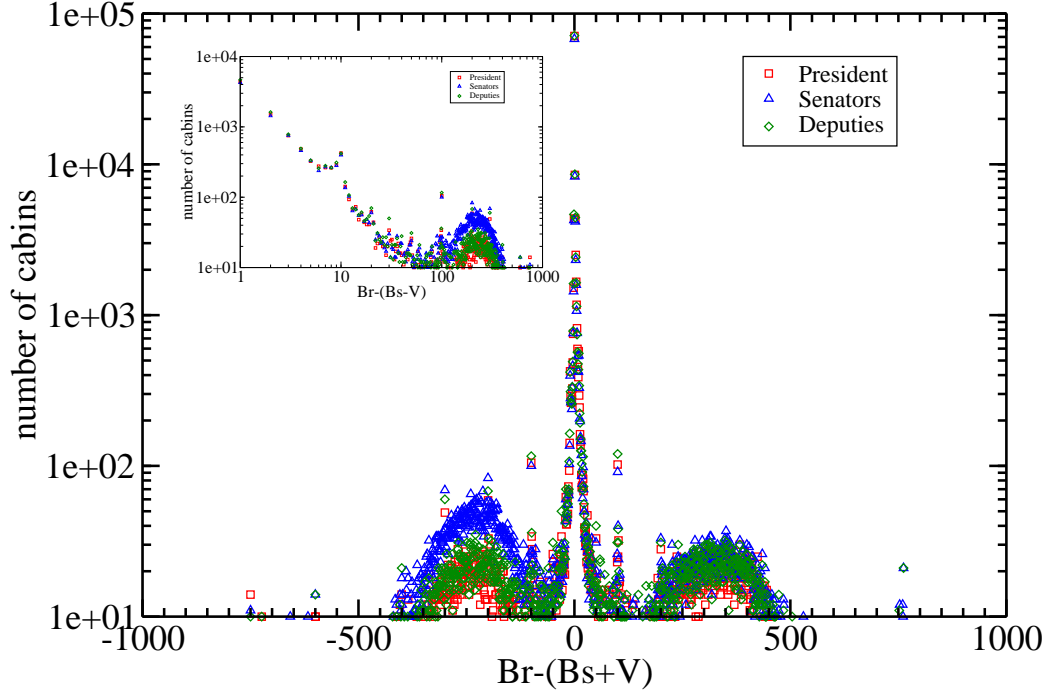 1e+05
1e+04
1e+03
1e+02
1e+01
number of cabins
-1000
-500
0
500
1000
Br-(Bs+V)
President
Senators
Deputies
1e+04
1e+03
1e+02
1e+01
number of cabins
1
10
100
1000
Br-(Bs-V)
President
Senators
Deputies